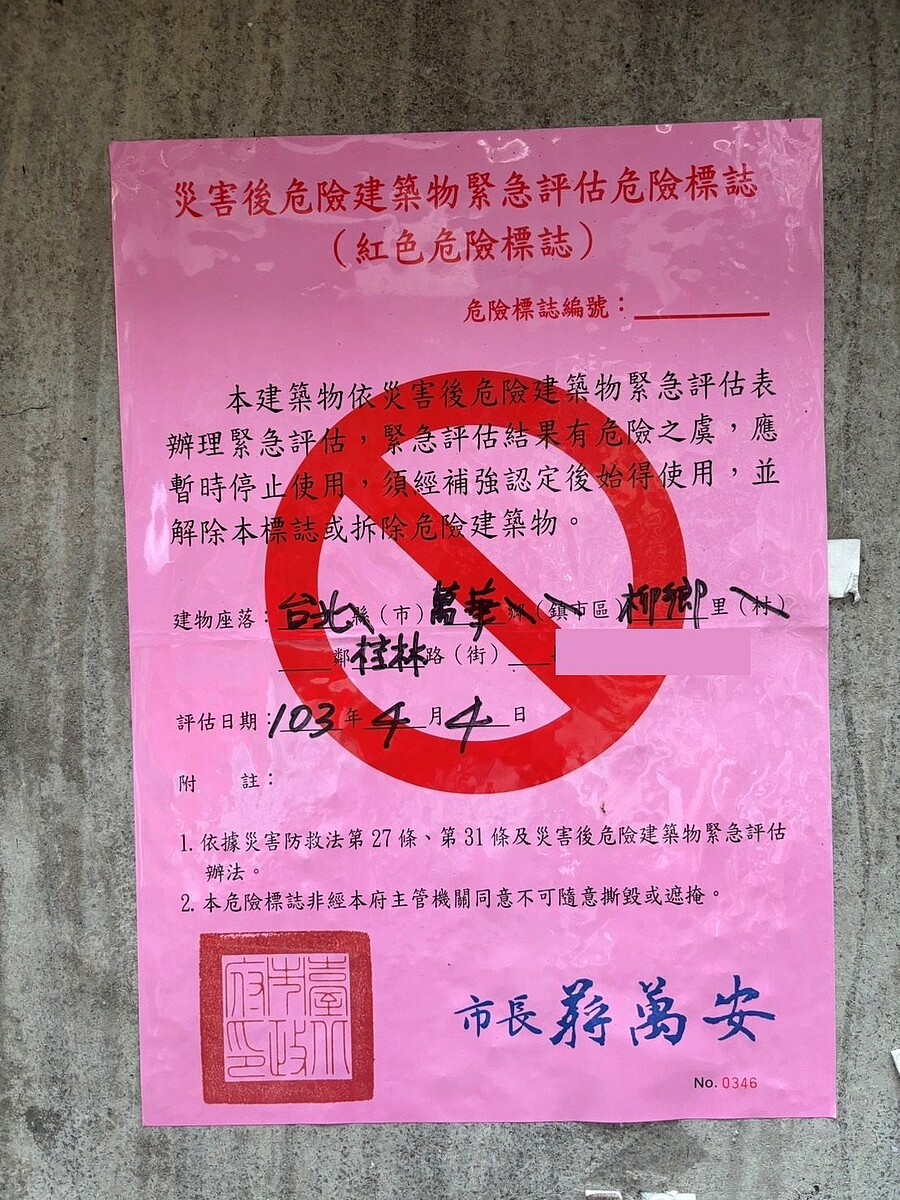 災害後危險建築物緊急評估危險標誌
（紅色危險標誌）
危險標誌編號：
本建築物依災害後危險建築物緊急評估表
辦理緊急評估，緊急評估結果有危險之虞，應
暫時停止使用，須經補強認定後始得使用，並
解除本標誌或拆除危險建築物。
建物座落：台北縣（市）萬華鄉（鎮市區）柳鄉里（村）
鄰桂林路（街）
評估日期：103年4月4日
附　註：
1. 依據災害防救法第27條、第31條及災害後危險建築物緊急評估
辦法。
2. 本危險標誌非經本府主管機關同意不可隨意撕毀或遮掩。
臺北市政府印
市長 蔣萬安
No. 0346